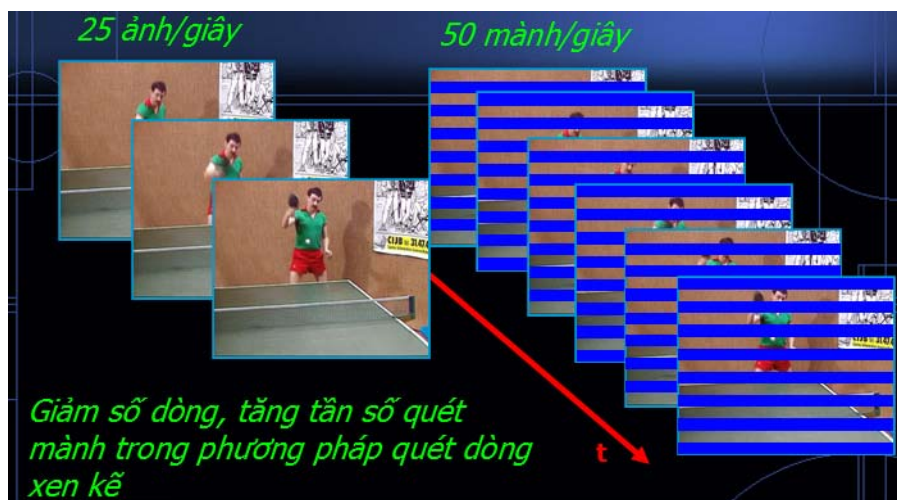 25 ảnh/giây
50 mành/giây
Giảm số dòng, tăng tần số quét
mành trong phương pháp quét dòng
xen kẽ
t